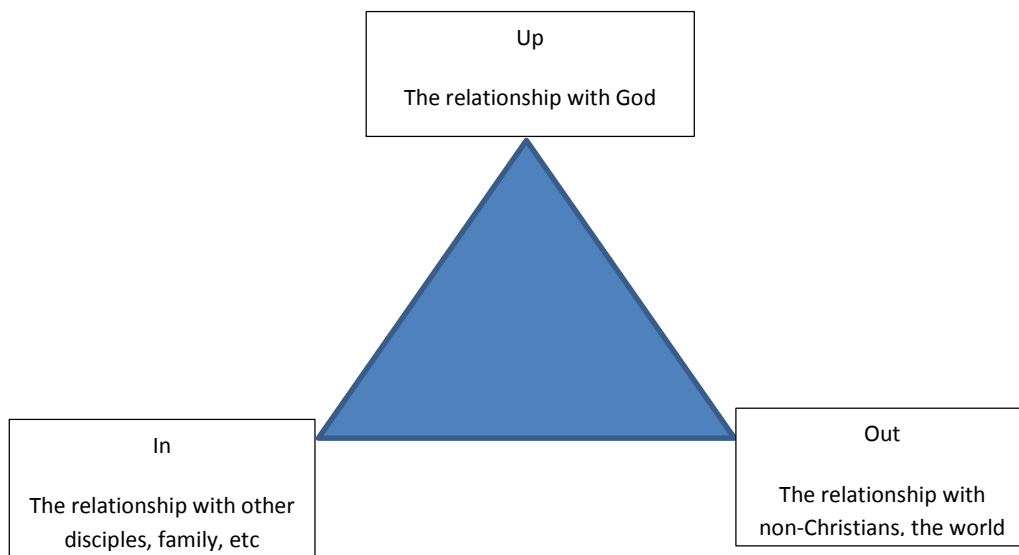 Up
The relationship with God
In
The relationship with other
disciples, family, etc
Out
The relationship with
non-Christians, the world